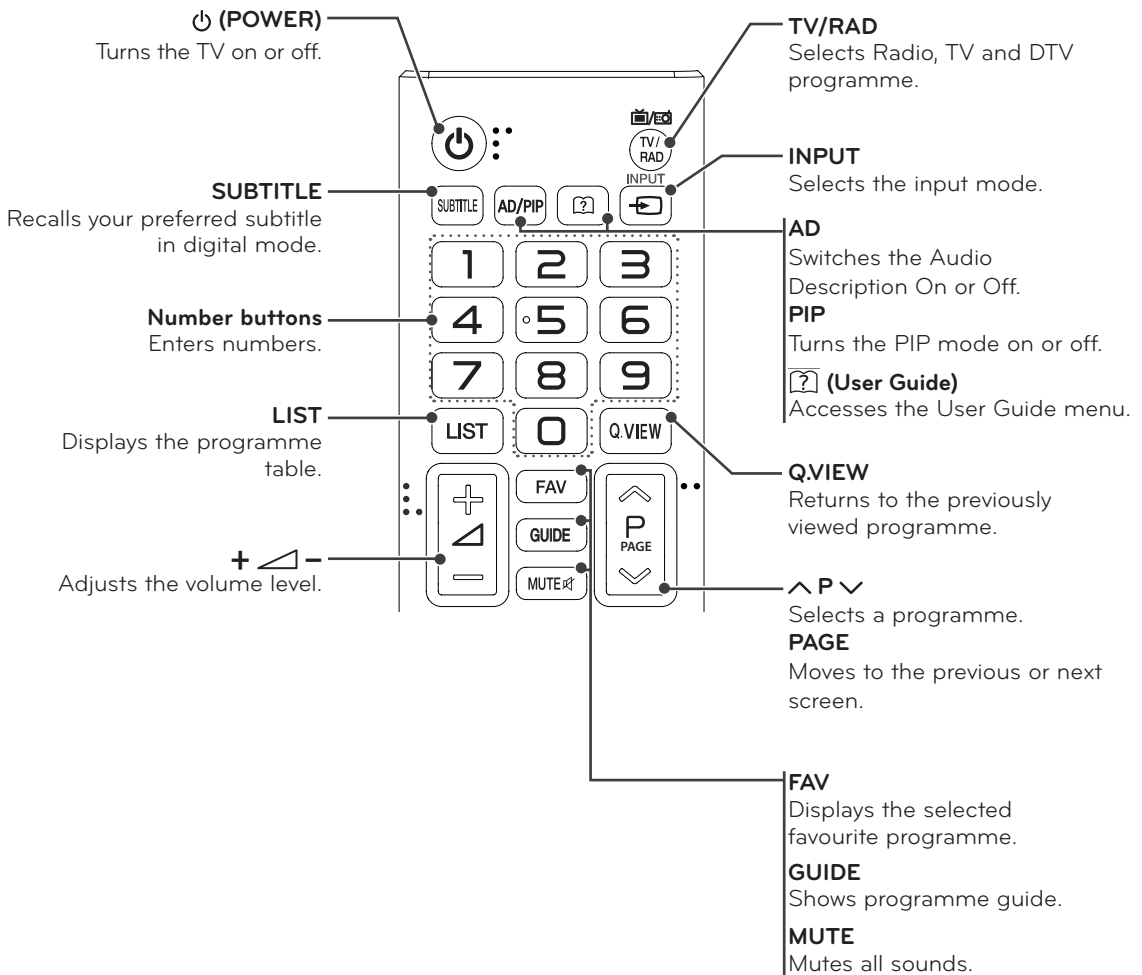 ⏻ (POWER)
Turns the TV on or off.
SUBTITLE
Recalls your preferred subtitle
in digital mode.
Number buttons
Enters numbers.
LIST
Displays the programme
table.
+ ⊿ −
Adjusts the volume level.
TV/
RAD
INPUT
SUBTITLE AD/PIP ?
1 2 3
4 5 6
7 8 9
LIST 0 Q.VIEW
+
−
FAV
GUIDE
MUTE
P
PAGE
TV/RAD
Selects Radio, TV and DTV
programme.
INPUT
Selects the input mode.
AD
Switches the Audio
Description On or Off.
PIP
Turns the PIP mode on or off.
? (User Guide)
Accesses the User Guide menu.
Q.VIEW
Returns to the previously
viewed programme.
∧ P ∨
Selects a programme.
PAGE
Moves to the previous or next
screen.
FAV
Displays the selected
favourite programme.
GUIDE
Shows programme guide.
MUTE
Mutes all sounds.